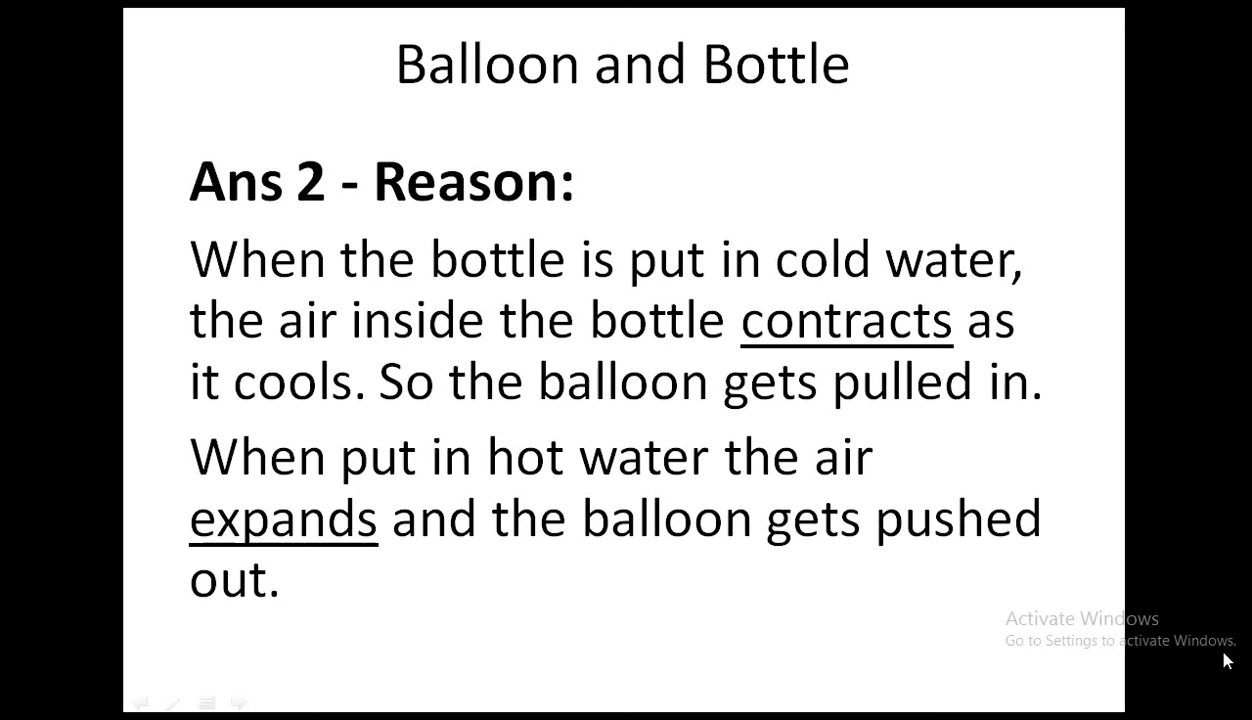 Balloon and Bottle
Ans 2 - Reason:
When the bottle is put in cold water,
the air inside the bottle contracts as
it cools. So the balloon gets pulled in.
When put in hot water the air
expands and the balloon gets pushed
out.
Activate Windows
Go to Settings to activate Windows.